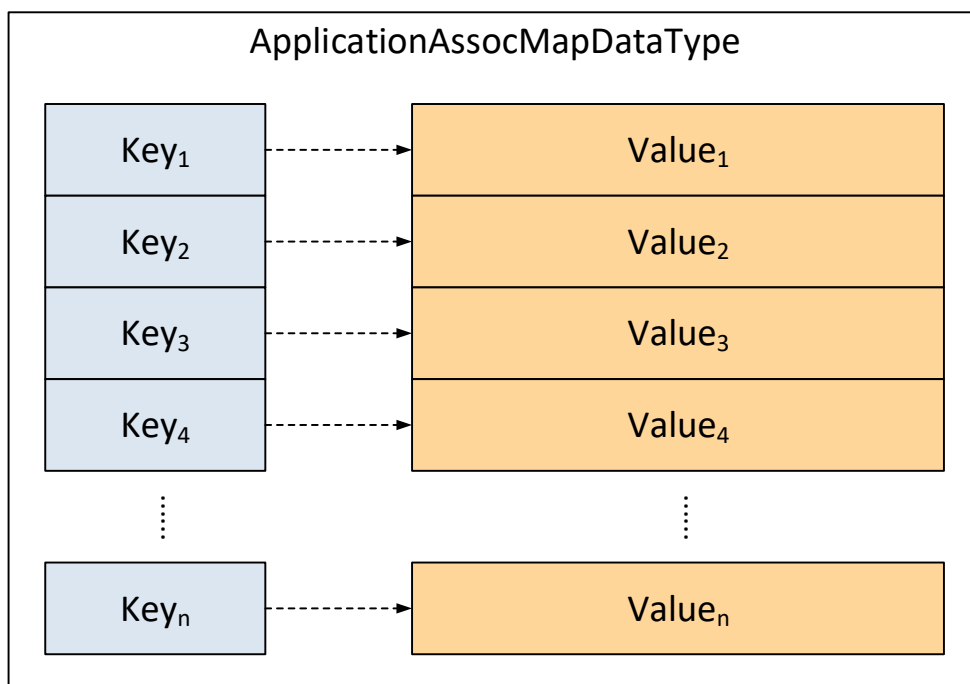 ApplicationAssocMapDataType
Key₁ Value₁
Key₂ Value₂
Key₃ Value₃
Key₄ Value₄
Keyₙ Valueₙ